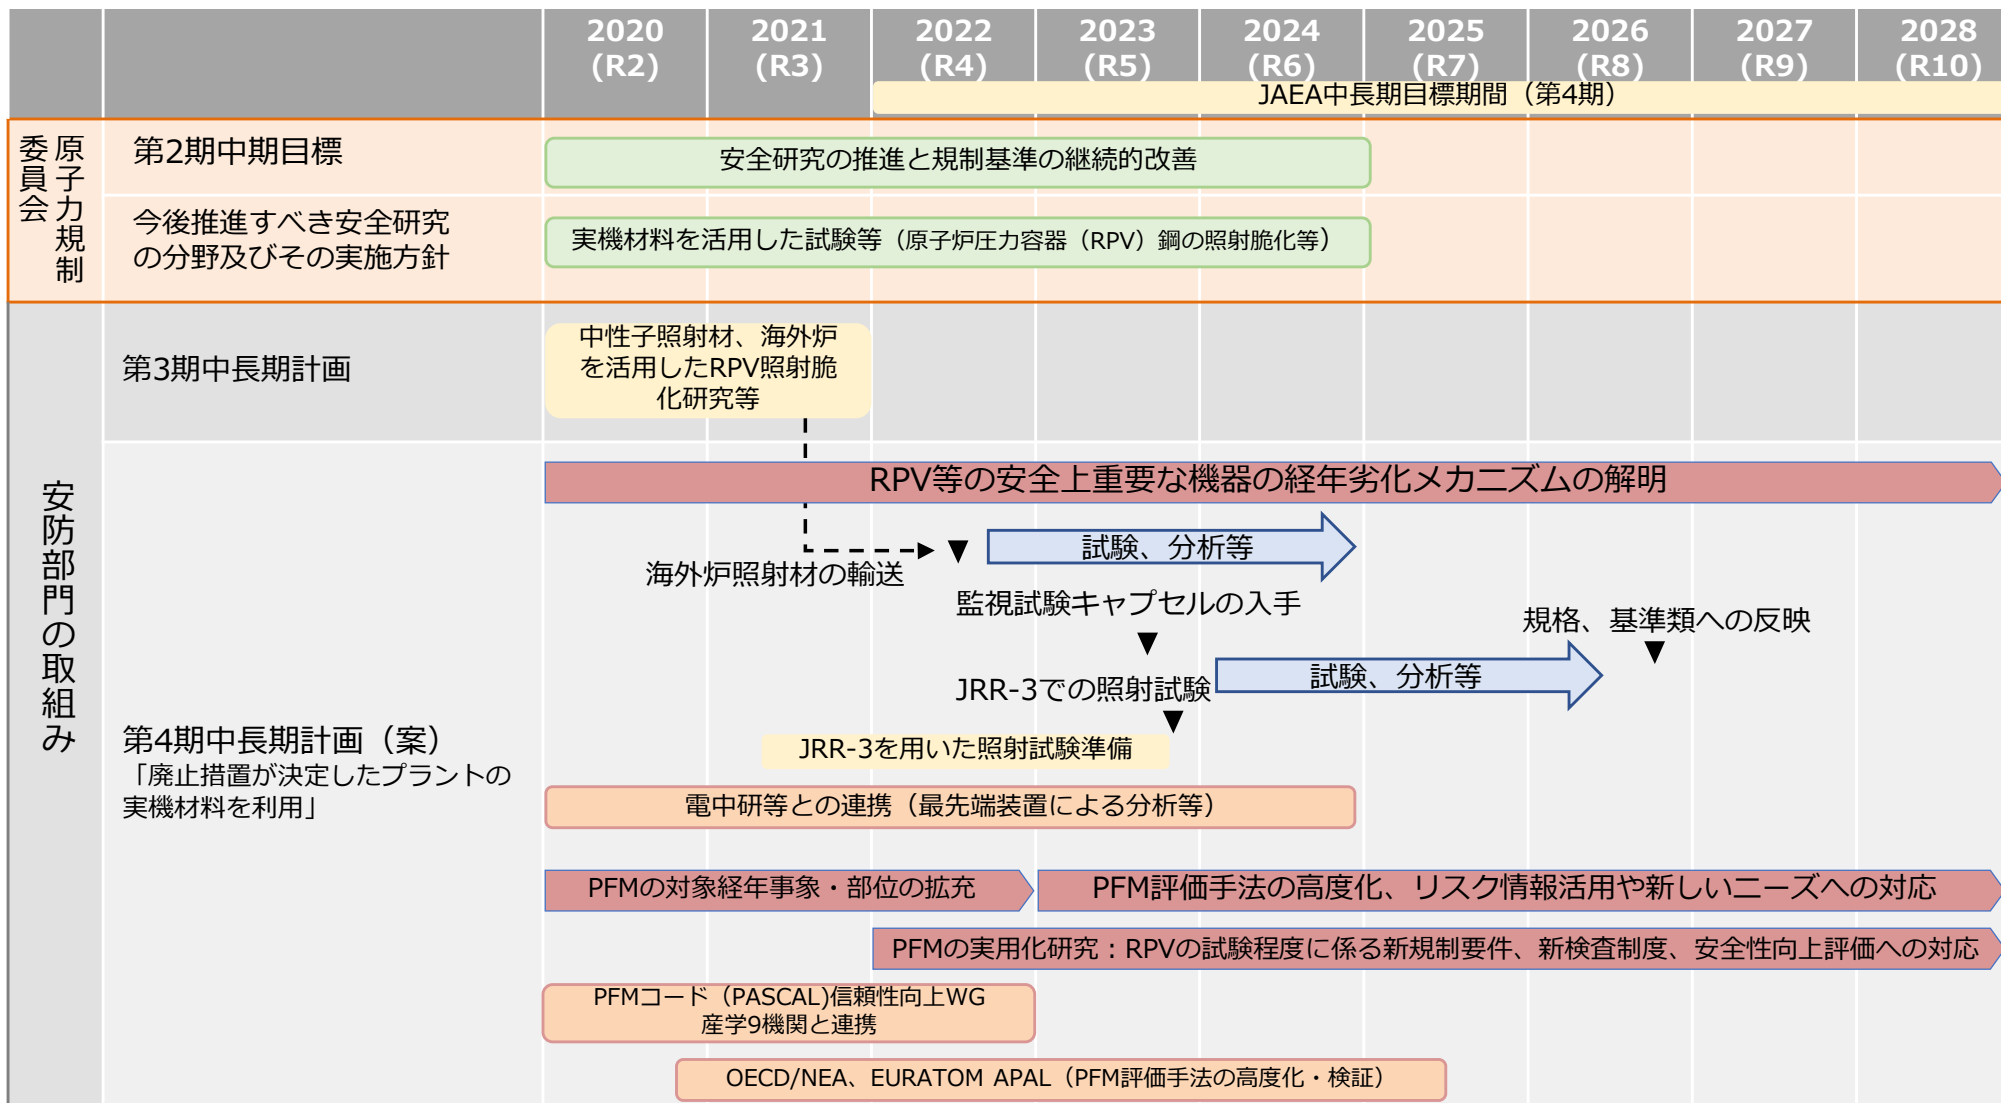 2020
(R2)
2021
(R3)
2022
(R4)
2023
(R5)
2024
(R6)
2025
(R7)
2026
(R8)
2027
(R9)
2028
(R10)
JAEA中長期目標期間（第4期）
原子力規制
委員会
第2期中期目標
安全研究の推進と規制基準の継続的改善
今後推進すべき安全研究
の分野及びその実施方針
実機材料を活用した試験等（原子炉圧力容器（RPV）鋼の照射脆化等）
安防部門の取組み
第3期中長期計画
中性子照射材、海外炉
を活用したRPV照射脆
化研究等
第4期中長期計画（案）
「廃止措置が決定したプラントの
実機材料を利用」
RPV等の安全上重要な機器の経年劣化メカニズムの解明
試験、分析等
海外炉照射材の輸送
監視試験キャプセルの入手
規格、基準類への反映
試験、分析等
JRR-3での照射試験
JRR-3を用いた照射試験準備
電中研等との連携（最先端装置による分析等）
PFMの対象経年事象・部位の拡充
PFM評価手法の高度化、リスク情報活用や新しいニーズへの対応
PFMの実用化研究：RPVの試験程度に係る新規制要件、新検査制度、安全性向上評価への対応
PFMコード（PASCAL)信頼性向上WG
産学9機関と連携
OECD/NEA、EURATOM APAL（PFM評価手法の高度化・検証）